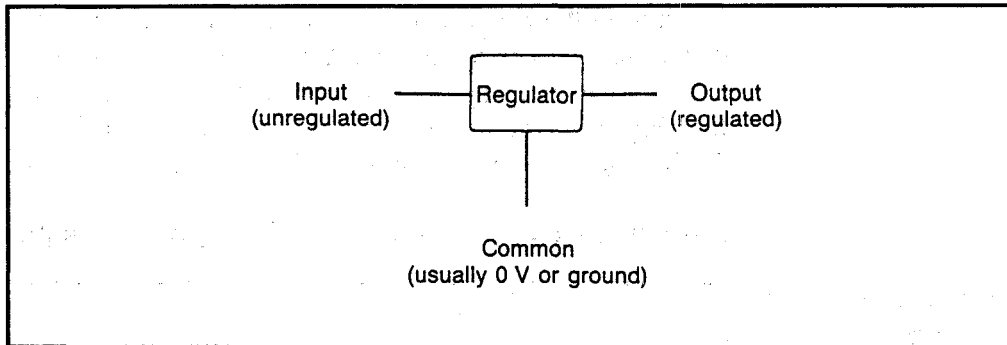 Input
(unregulated)
Regulator
Output
(regulated)
Common
(usually 0 V or ground)